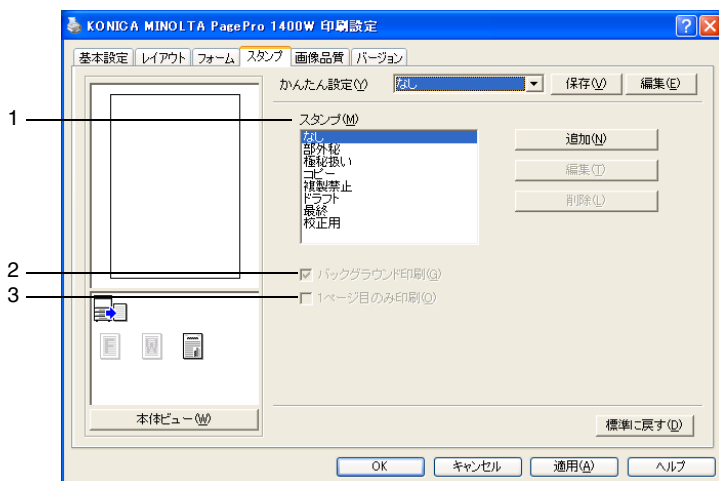 KONICA MINOLTA PagePro 1400W 印刷設定
基本設定 レイアウト フォーム スタンプ 画像品質 バージョン
かんたん設定(Y) なし 保存(V) 編集(E)
1
スタンプ(M)
なし
部外秘
極秘扱い
コピー
複製禁止
ドラフト
最終
校正用
追加(N)
編集(T)
削除(L)
2 バックグラウンド印刷(G)
3 1ページ目のみ印刷(O)
F W
本体ビュー(W)
標準に戻す(D)
OK キャンセル 適用(A) ヘルプ